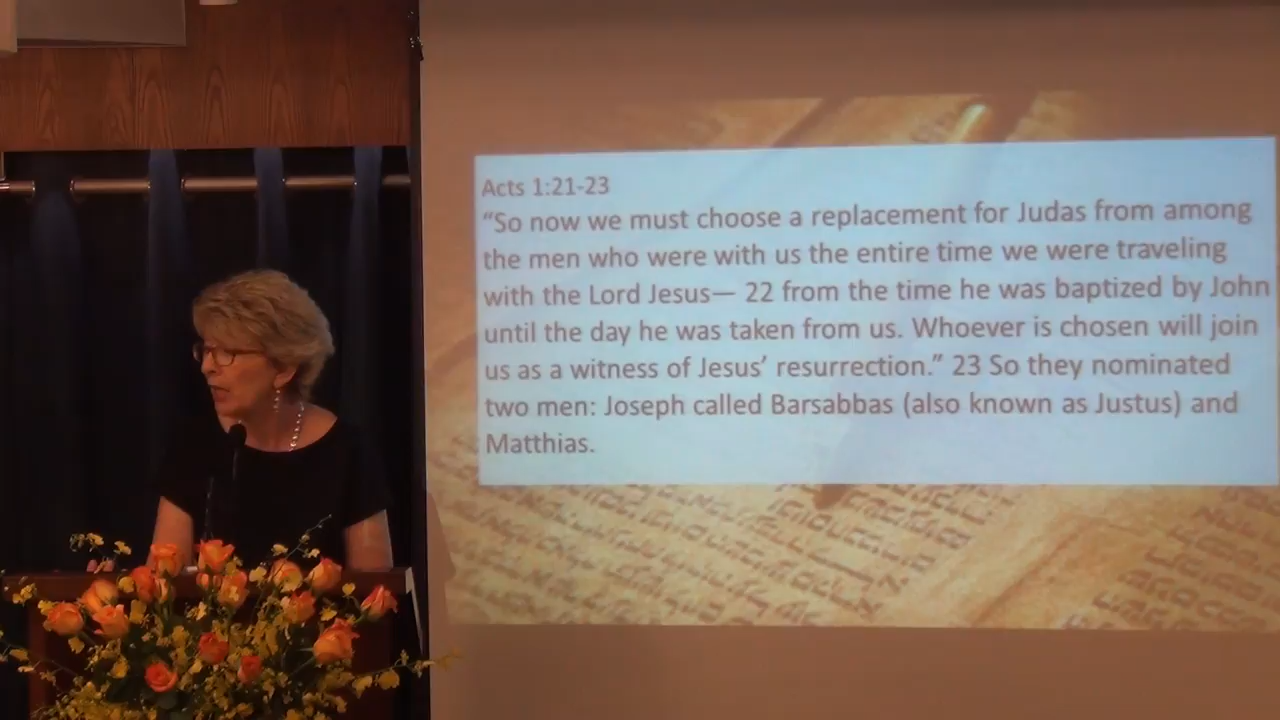 Acts 1:21-23
“So now we must choose a replacement for Judas from among
the men who were with us the entire time we were traveling
with the Lord Jesus— 22 from the time he was baptized by John
until the day he was taken from us. Whoever is chosen will join
us as a witness of Jesus’ resurrection.” 23 So they nominated
two men: Joseph called Barsabbas (also known as Justus) and
Matthias.